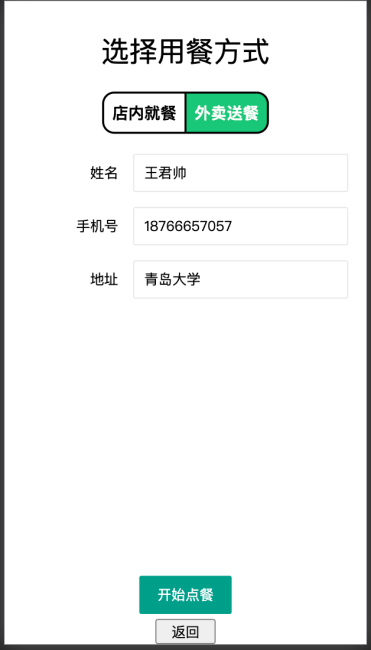 选择用餐方式
店内就餐 外卖送餐
姓名 王君帅
手机号 18766657057
地址 青岛大学
开始点餐
返回